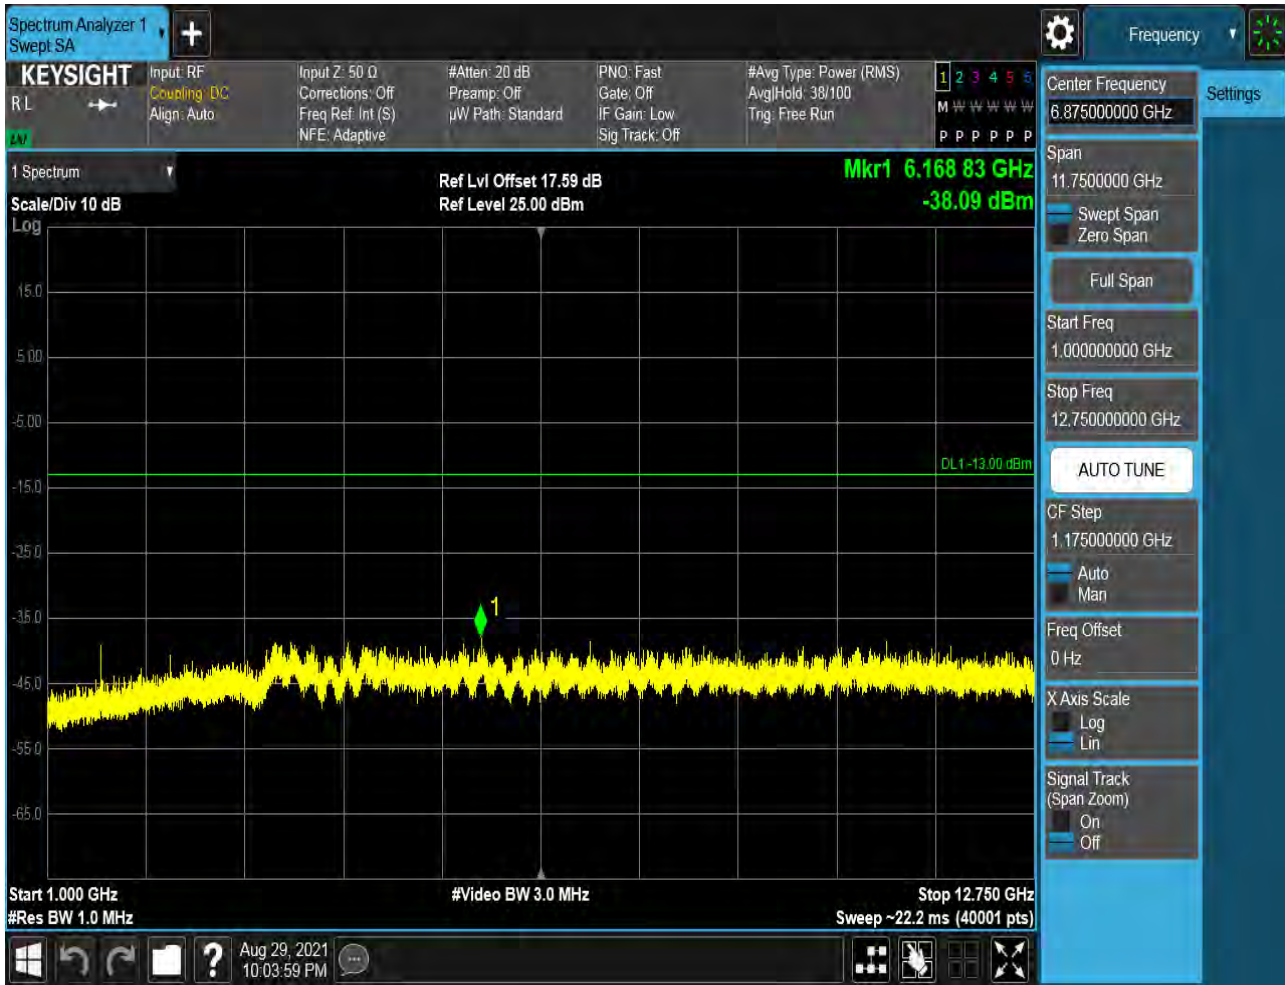 Spectrum Analyzer 1
Swept SA
Frequency
KEYSIGHT
R L
Input: RF
Coupling: DC
Align: Auto
Input Z: 50 Ω
Corrections: Off
Freq Ref: Int (S)
NFE: Adaptive
#Atten: 20 dB
Preamp: Off
µW Path: Standard
PNO: Fast
Gate: Off
IF Gain: Low
Sig Track: Off
#Avg Type: Power (RMS)
Avg|Hold: 38/100
Trig: Free Run
1 2 3 4 5 6
M W W W W W
P P P P P P
1 Spectrum
Scale/Div 10 dB
Log
Ref Lvl Offset 17.59 dB
Ref Level 25.00 dBm
Mkr1 6.168 83 GHz
-38.09 dBm
15.0
5.00
-5.00
DL1 -13.00 dBm
-15.0
-25.0
1
-35.0
-45.0
-55.0
-65.0
Start 1.000 GHz
#Res BW 1.0 MHz
#Video BW 3.0 MHz
Stop 12.750 GHz
Sweep ~22.2 ms (40001 pts)
Aug 29, 2021
10:03:59 PM
Center Frequency
6.875000000 GHz
Settings
Span
11.7500000 GHz
Swept Span
Zero Span
Full Span
Start Freq
1.000000000 GHz
Stop Freq
12.750000000 GHz
AUTO TUNE
CF Step
1.175000000 GHz
Auto
Man
Freq Offset
0 Hz
X Axis Scale
Log
Lin
Signal Track
(Span Zoom)
On
Off